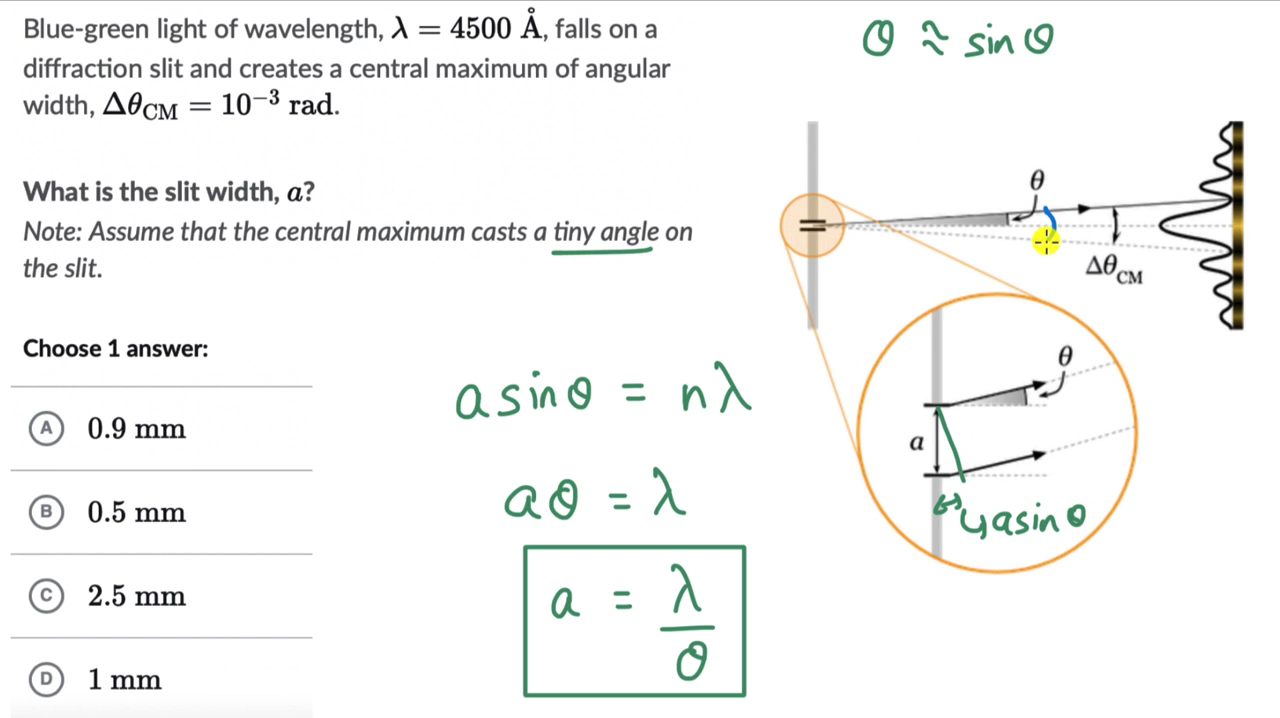 Blue-green light of wavelength, λ = 4500 Å, falls on a
diffraction slit and creates a central maximum of angular
width, Δθ_CM = 10⁻³ rad.
What is the slit width, a?
Note: Assume that the central maximum casts a tiny angle on
the slit.
Choose 1 answer:
A 0.9 mm
B 0.5 mm
C 2.5 mm
D 1 mm
a sin θ = nλ
aθ = λ
a = λ/θ
θ ≈ sin θ
θ
Δθ_CM
θ
a
↔ ↳ a sin θ